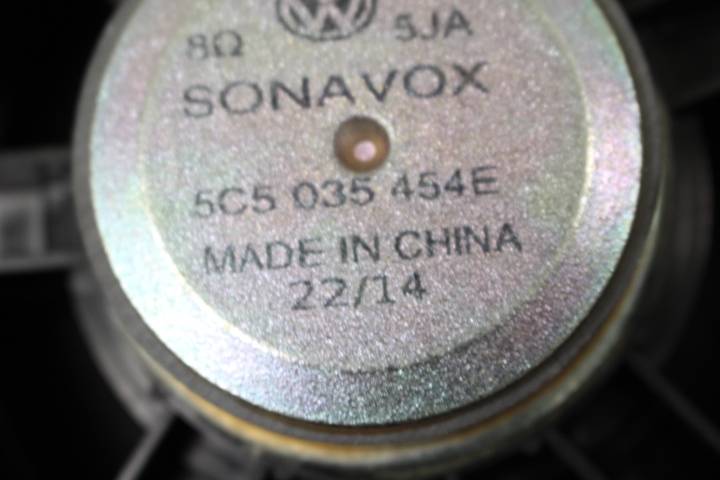 8Ω 5JA
SONAVOX
5C5 035 454E
MADE IN CHINA
22/14